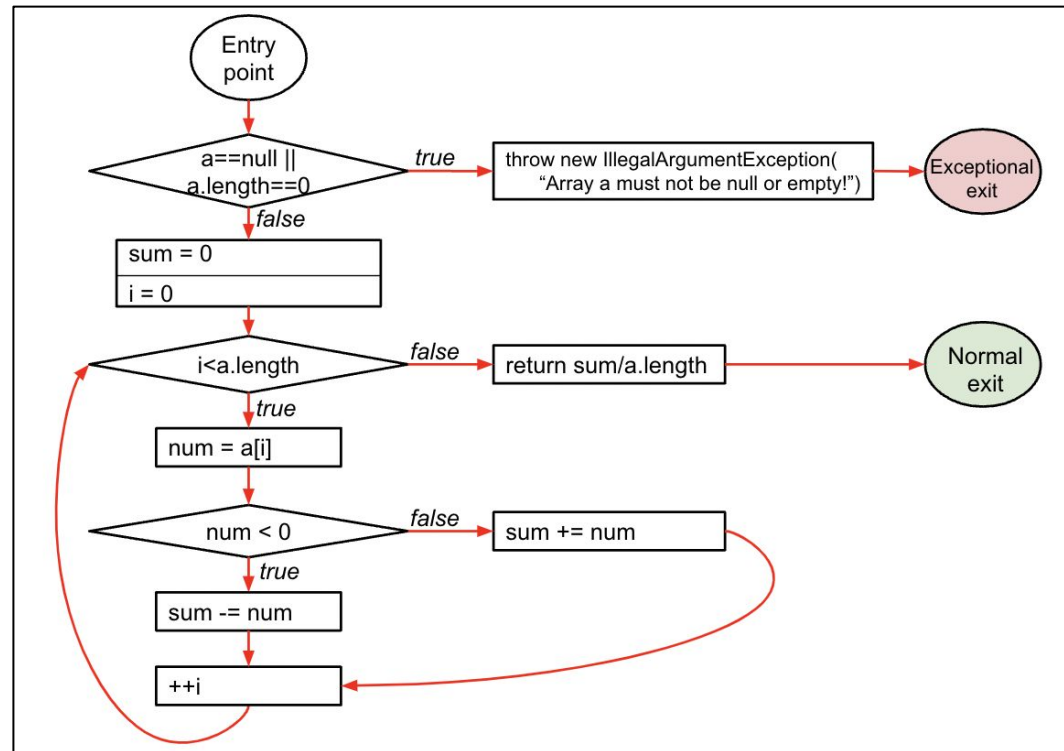 Entry
point
a==null ||
a.length==0
true
throw new IllegalArgumentException(
“Array a must not be null or empty!”)
Exceptional
exit
false
sum = 0
i = 0
i<a.length
false
return sum/a.length
Normal
exit
true
num = a[i]
num < 0
false
sum += num
true
sum -= num
++i